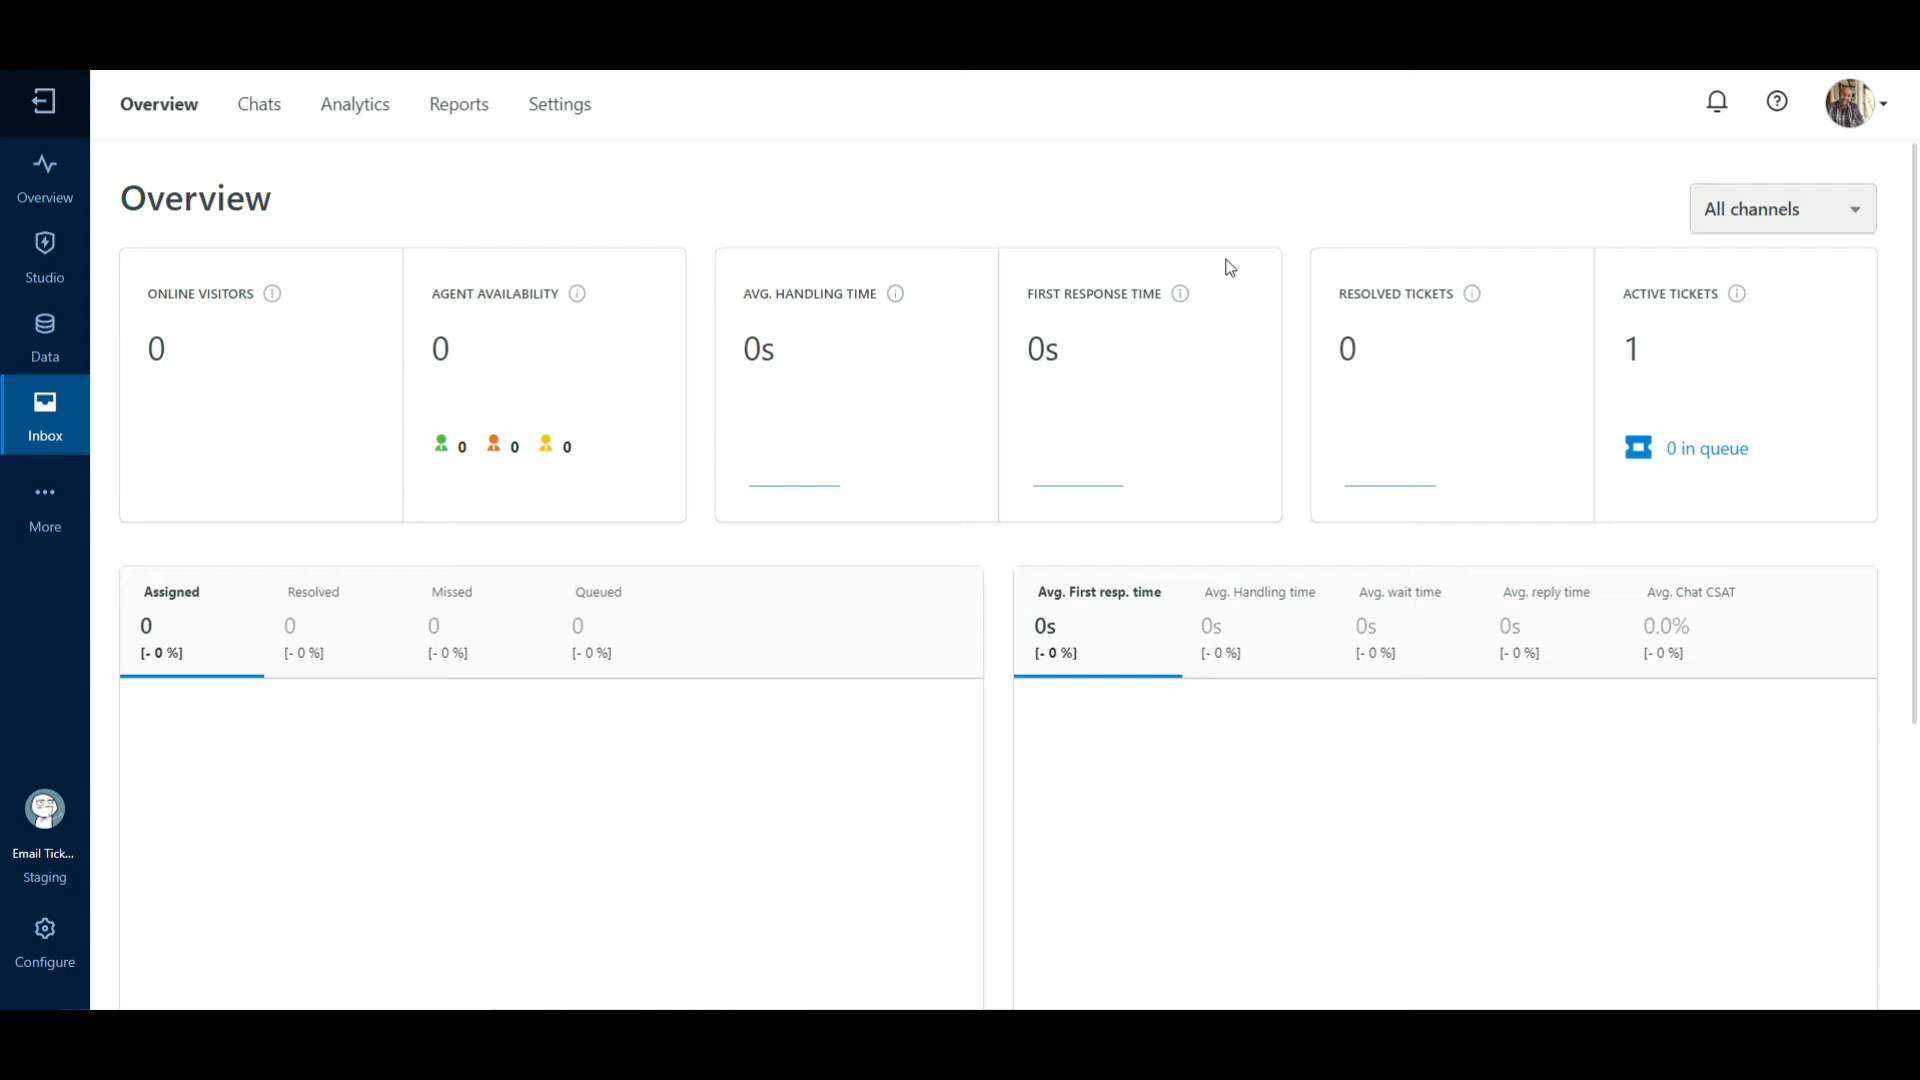 Overview Chats Analytics Reports Settings
Overview
Studio
Data
Inbox
More
Email Tick...
Staging
Configure
Overview
All channels
ONLINE VISITORS
0
AGENT AVAILABILITY
0
0 0 0
AVG. HANDLING TIME
0s
FIRST RESPONSE TIME
0s
RESOLVED TICKETS
0
ACTIVE TICKETS
1
0 in queue
Assigned Resolved Missed Queued
0 0 0 0
[- 0 %] [- 0 %] [- 0 %] [- 0 %]
Avg. First resp. time Avg. Handling time Avg. wait time Avg. reply time Avg. Chat CSAT
0s 0s 0s 0s 0.0%
[- 0 %] [- 0 %] [- 0 %] [- 0 %] [- 0 %]